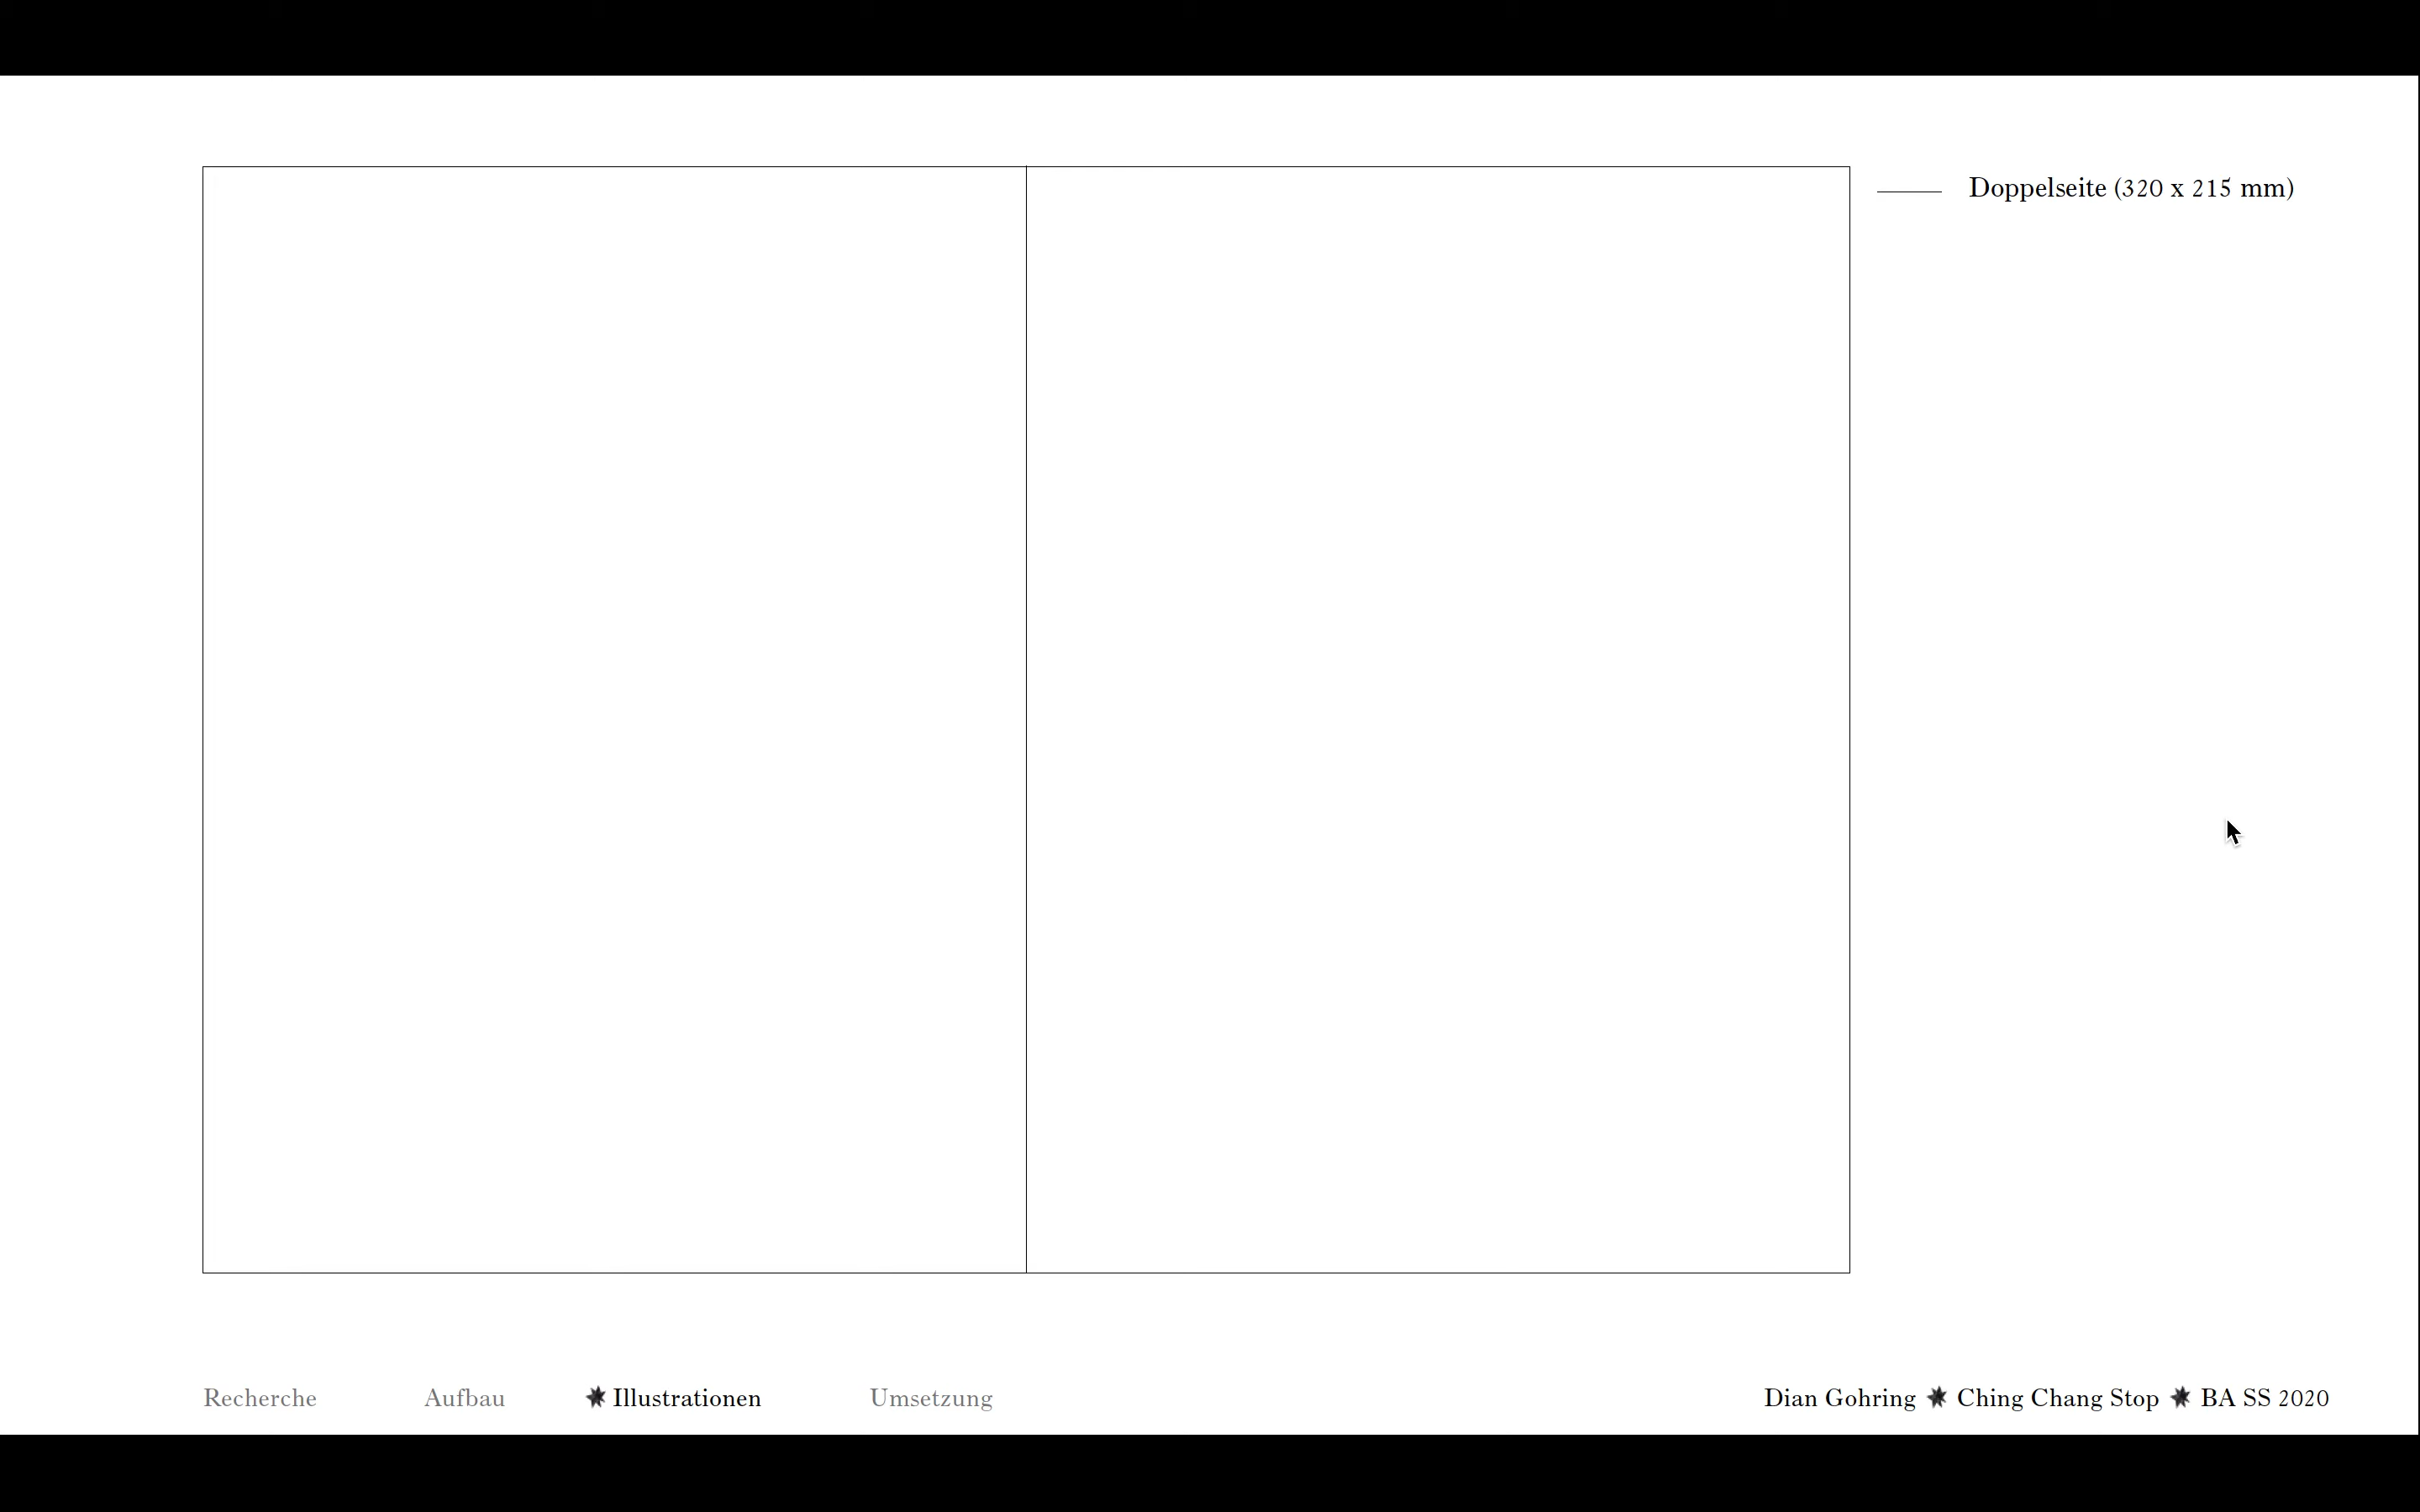 Doppelseite (320 x 215 mm)
Recherche Aufbau ★ Illustrationen Umsetzung
Dian Gohring ★ Ching Chang Stop ★ BA SS 2020